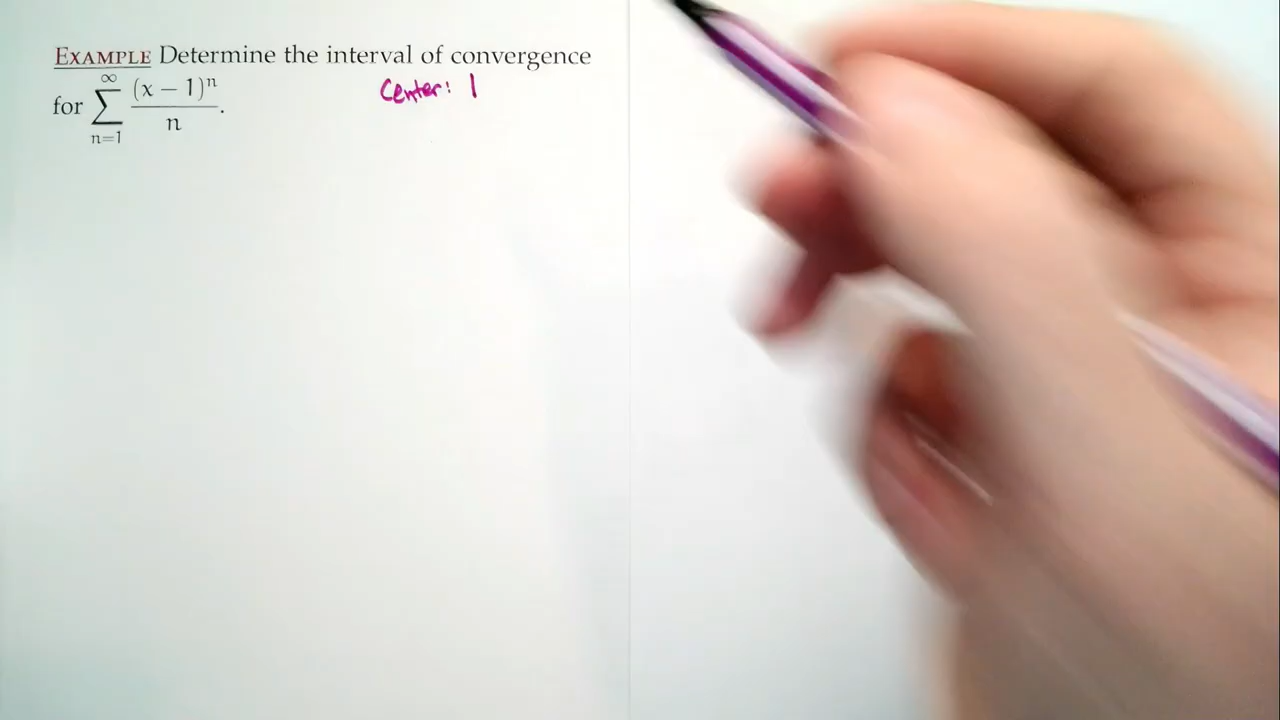 EXAMPLE Determine the interval of convergence
for ∑_{n=1}^{∞} (x − 1)ⁿ / n.
Center: 1